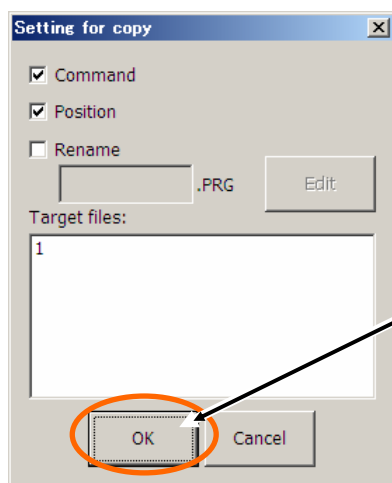 Setting for copy
Command
Position
Rename
.PRG Edit
Target files:
1
OK Cancel